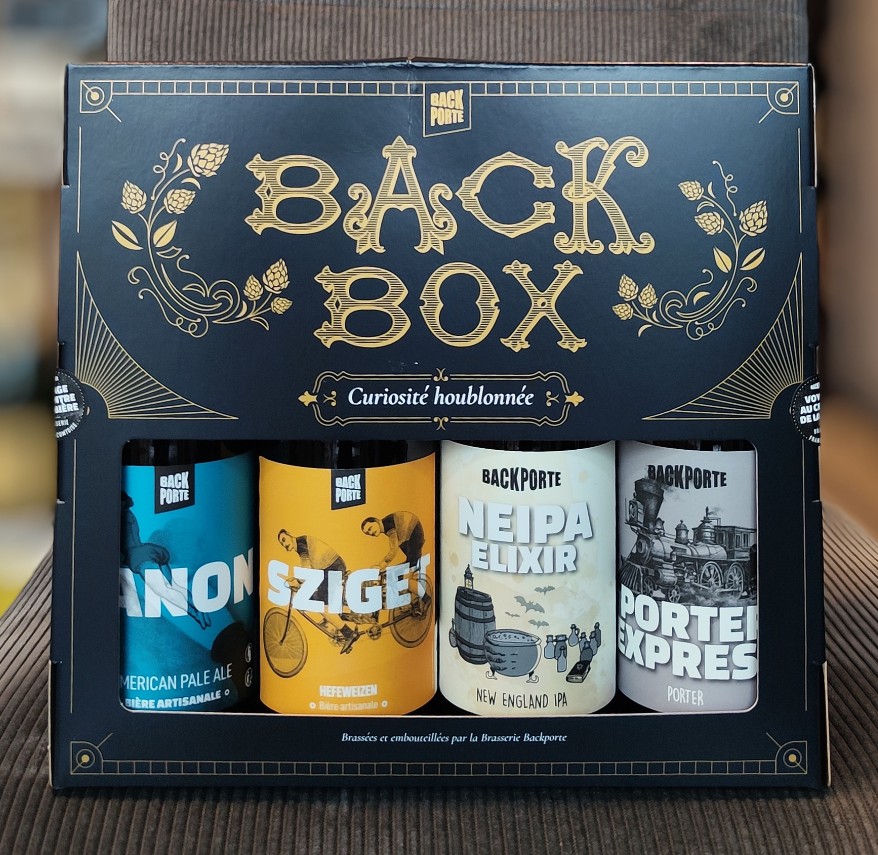 BACK
PORTE
BACK
BOX
Curiosité houblonnée
BACK
PORTE
ANON
MERICAN PALE ALE
BIÈRE ARTISANALE
BACK
PORTE
SZIGET
HEFEWEIZEN
Bière artisanale
BACKPORTE
NEIPA
ELIXIR
NEW ENGLAND IPA
BACKPORTE
PORTER
EXPRES
PORTER
Brassées et embouteillées par la Brasserie Backporte